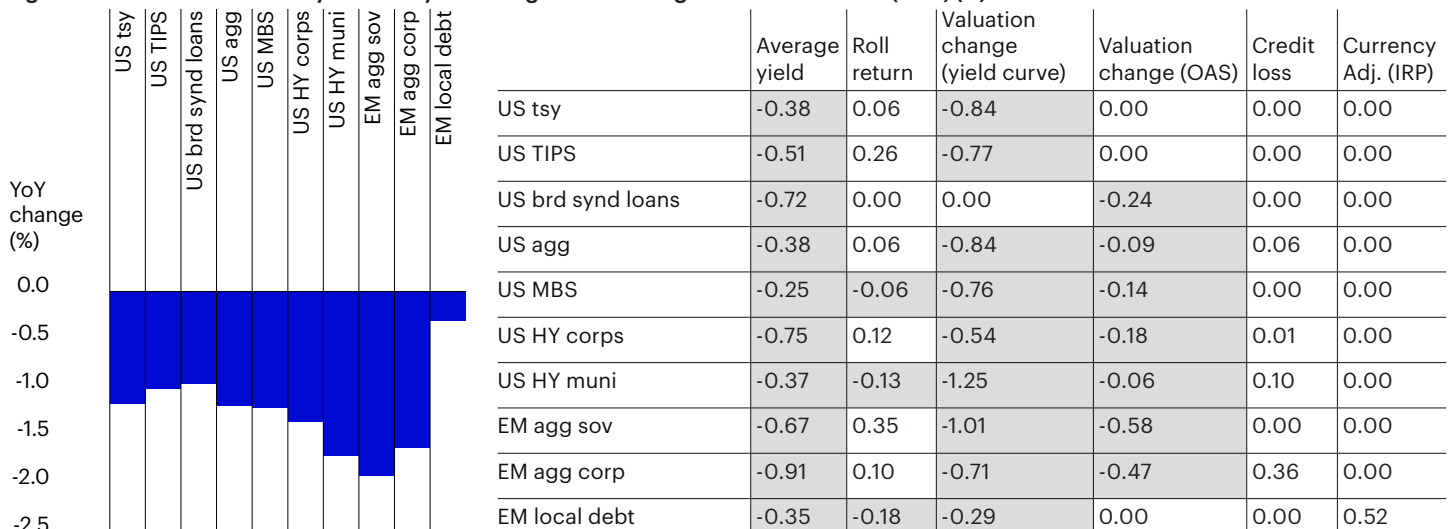 US tsy
US TIPS
US brd synd loans
US agg
US MBS
US HY corps
US HY muni
EM agg sov
EM agg corp
EM local debt
YoY
change
(%)
0.0
-0.5
-1.0
-1.5
-2.0
-2.5
Average yield Roll return Valuation change (yield curve) Valuation change (OAS) Credit loss Currency Adj. (IRP)
US tsy -0.38 0.06 -0.84 0.00 0.00 0.00
US TIPS -0.51 0.26 -0.77 0.00 0.00 0.00
US brd synd loans -0.72 0.00 0.00 -0.24 0.00 0.00
US agg -0.38 0.06 -0.84 -0.09 0.06 0.00
US MBS -0.25 -0.06 -0.76 -0.14 0.00 0.00
US HY corps -0.75 0.12 -0.54 -0.18 0.01 0.00
US HY muni -0.37 -0.13 -1.25 -0.06 0.10 0.00
EM agg sov -0.67 0.35 -1.01 -0.58 0.00 0.00
EM agg corp -0.91 0.10 -0.71 -0.47 0.36 0.00
EM local debt -0.35 -0.18 -0.29 0.00 0.00 0.52